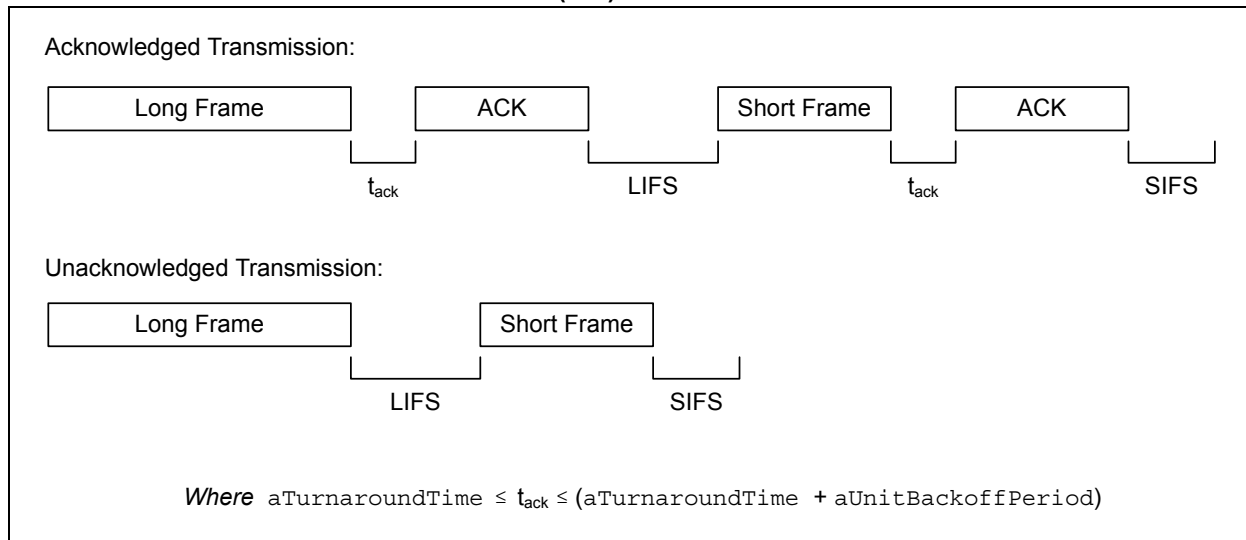 Acknowledged Transmission:
Long Frame
ACK
Short Frame
ACK
tack
LIFS
tack
SIFS
Unacknowledged Transmission:
Long Frame
Short Frame
LIFS
SIFS
Where aTurnaroundTime ≤ tack ≤ (aTurnaroundTime + aUnitBackoffPeriod)